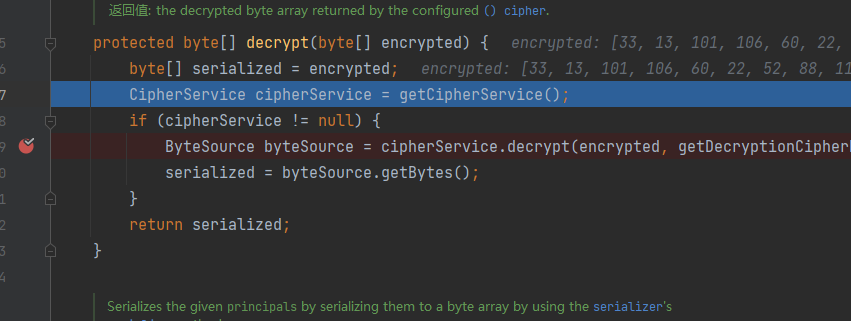 返回值: the decrypted byte array returned by the configured () cipher.
5 protected byte[] decrypt(byte[] encrypted) { encrypted: [33, 13, 101, 106, 60, 22,
6 byte[] serialized = encrypted; encrypted: [33, 13, 101, 106, 60, 22, 52, 88, 11
7 CipherService cipherService = getCipherService();
8 if (cipherService != null) {
9 ByteSource byteSource = cipherService.decrypt(encrypted, getDecryptionCipher
0 serialized = byteSource.getBytes();
1 }
2 return serialized;
3 }
4
Serializes the given principals by serializing them to a byte array by using the serializer's